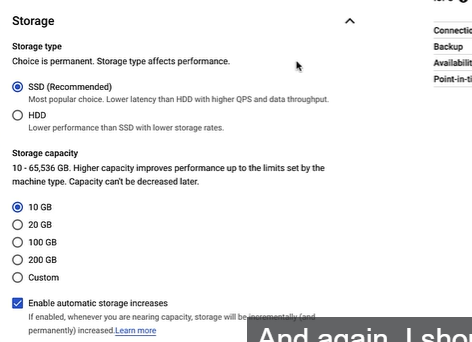 Storage
Storage type
Choice is permanent. Storage type affects performance.
SSD (Recommended)
Most popular choice. Lower latency than HDD with higher QPS and data throughput.
HDD
Lower performance than SSD with lower storage rates.
Storage capacity
10 - 65,536 GB. Higher capacity improves performance up to the limits set by the
machine type. Capacity can't be decreased later.
10 GB
20 GB
100 GB
200 GB
Custom
Enable automatic storage increases
If enabled, whenever you are nearing capacity, storage will be incrementally (and
permanently) increased.Learn more
Connectio
Backup
Availabilit
Point-in-ti
And again, I sho